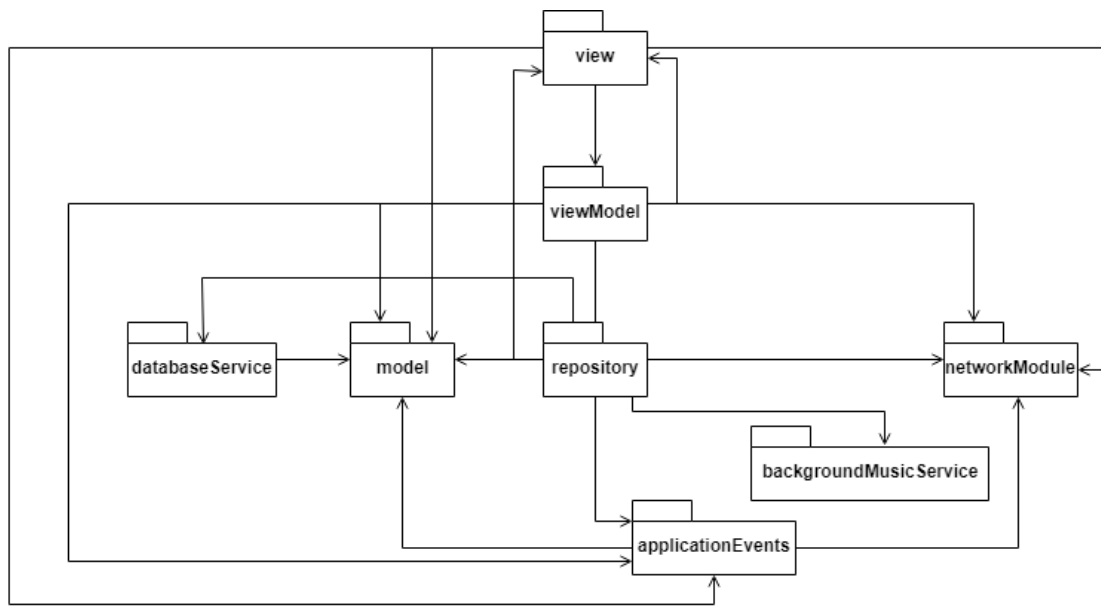 view
viewModel
databaseService
model
repository
networkModule
backgroundMusicService
applicationEvents